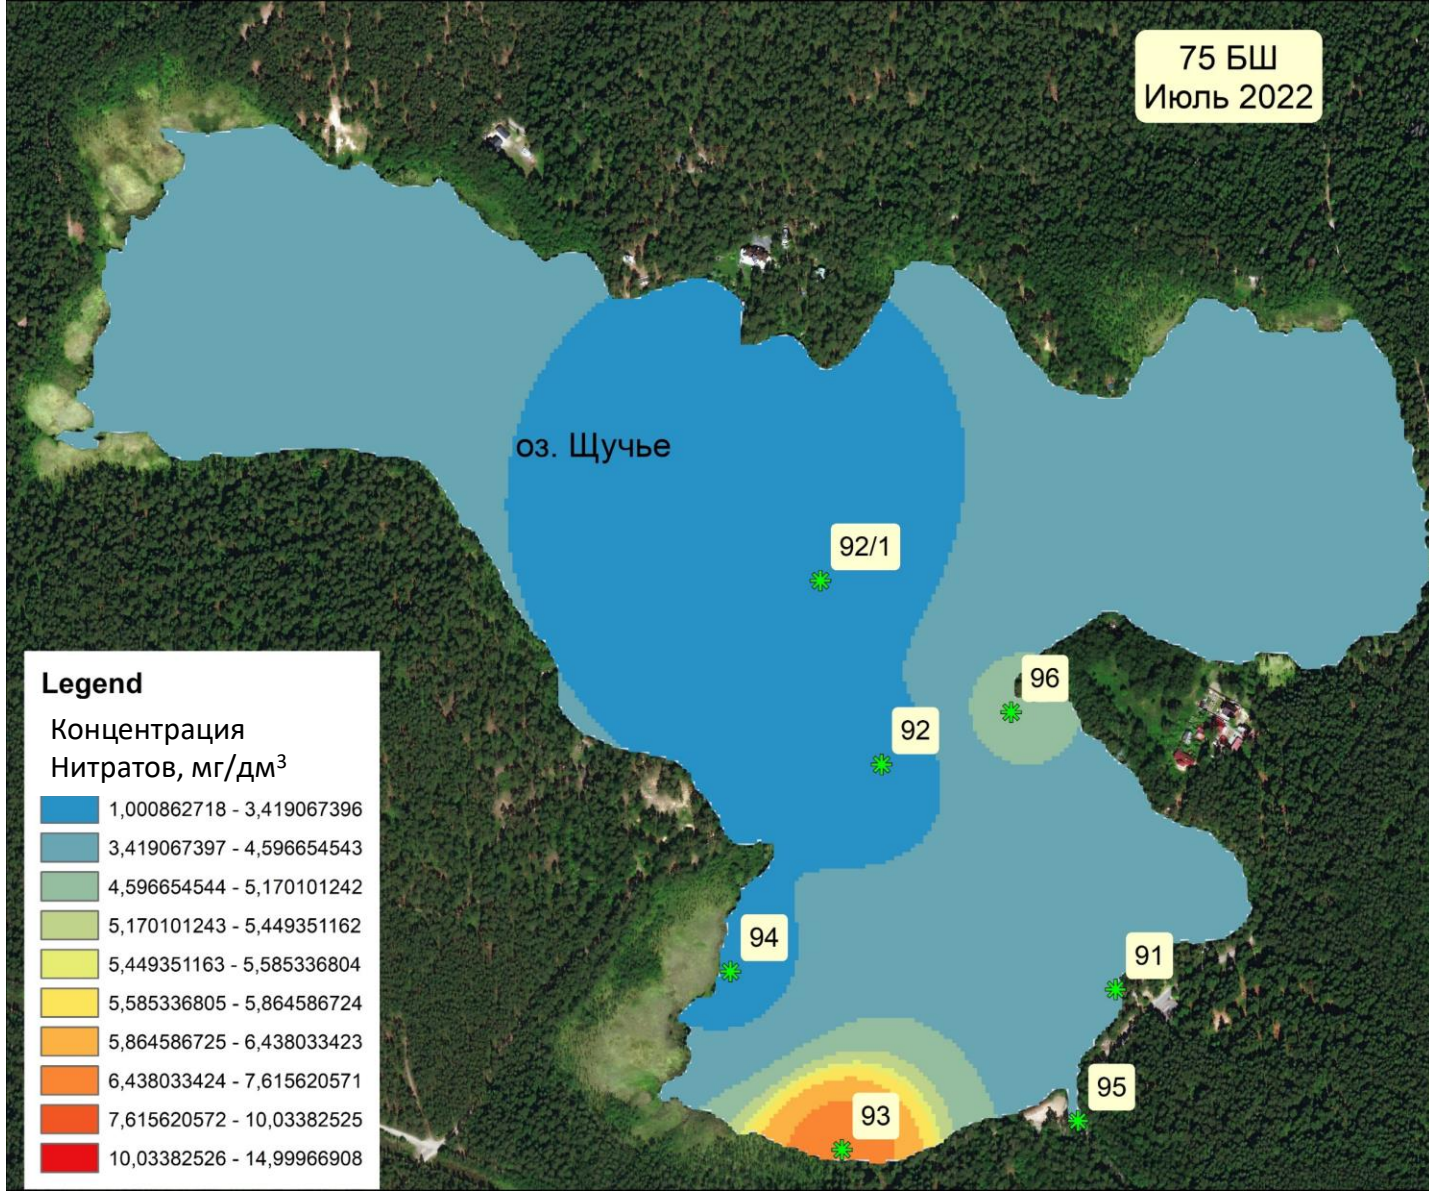 75 БШ
Июль 2022
оз. Щучье
92/1
96
92
94
91
95
93
Legend
Концентрация
Нитратов, мг/дм³
1,000862718 - 3,419067396
3,419067397 - 4,596654543
4,596654544 - 5,170101242
5,170101243 - 5,449351162
5,449351163 - 5,585336804
5,585336805 - 5,864586724
5,864586725 - 6,438033423
6,438033424 - 7,615620571
7,615620572 - 10,03382525
10,03382526 - 14,99966908